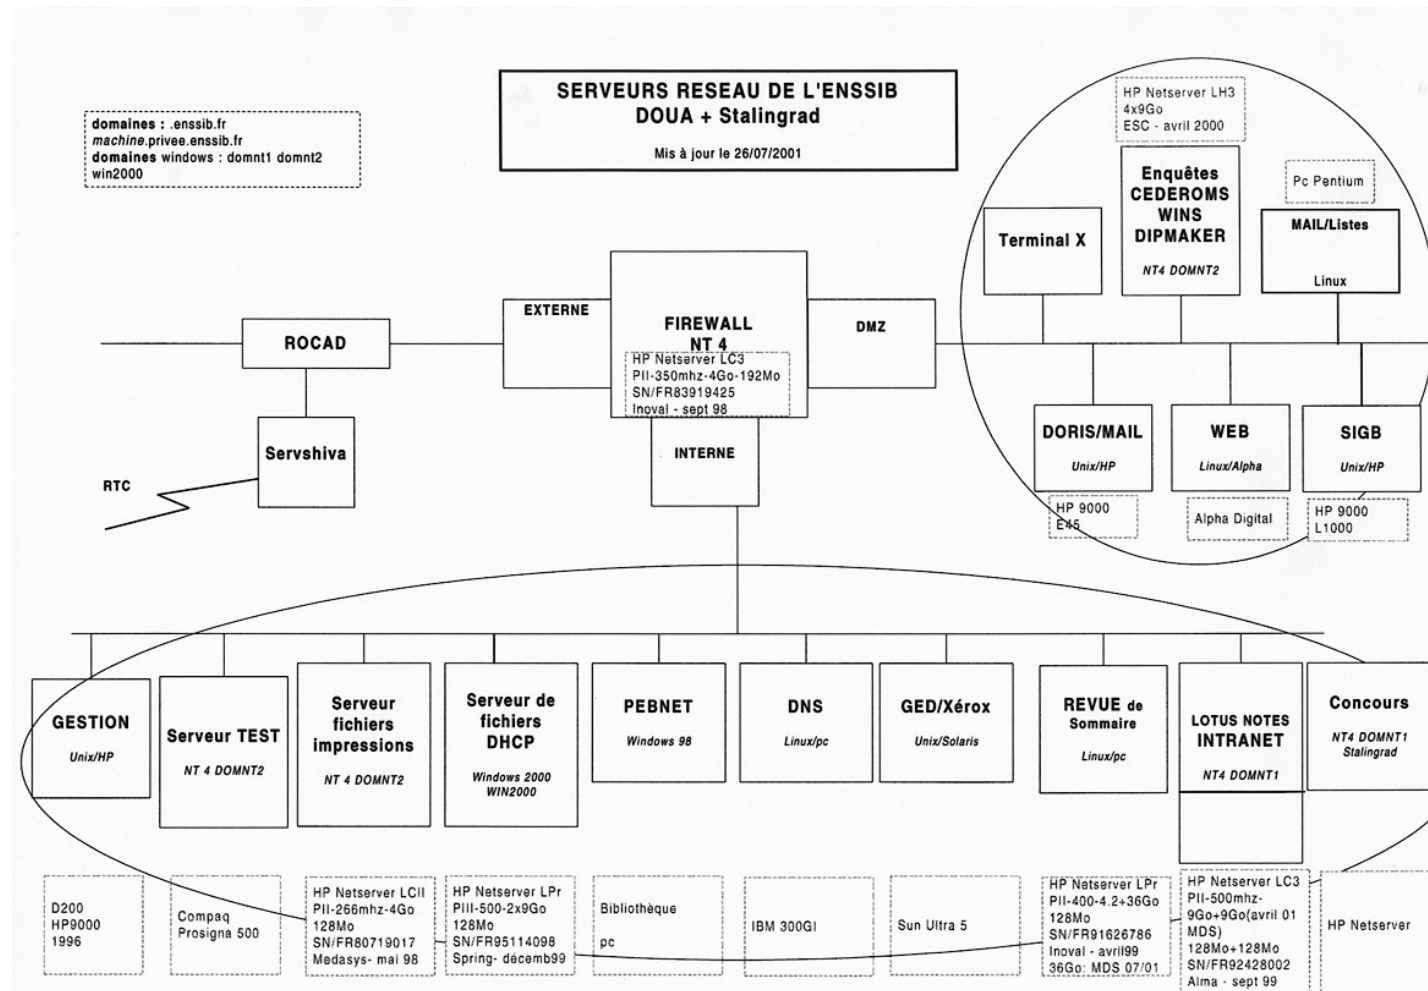 SERVEURS RESEAU DE L'ENSSIB
DOUA + Stalingrad
Mis à jour le 26/07/2001
domaines : .enssib.fr
machine.privee.enssib.fr
domaines windows : domnt1 domnt2
win2000
HP Netserver LH3
4x9Go
ESC - avril 2000
Enquêtes
CEDEROMS
WINS
DIPMAKER
NT4 DOMNT2
Pc Pentium
MAIL/Listes
Linux
Terminal X
EXTERNE
FIREWALL
NT 4
HP Netserver LC3
PII-350mhz-4Go-192Mo
SN/FR83919425
Inoval - sept 98
DMZ
ROCAD
INTERNE
Servshiva
RTC
DORIS/MAIL
Unix/HP
HP 9000
E45
WEB
Linux/Alpha
Alpha Digital
SIGB
Unix/HP
HP 9000
L1000
GESTION
Unix/HP
Serveur TEST
NT 4 DOMNT2
Serveur
fichiers
impressions
NT 4 DOMNT2
Serveur de
fichiers
DHCP
Windows 2000
WIN2000
PEBNET
Windows 98
DNS
Linux/pc
GED/Xérox
Unix/Solaris
REVUE de
Sommaire
Linux/pc
LOTUS NOTES
INTRANET
NT4 DOMNT1
Concours
NT4 DOMNT1
Stalingrad
D200
HP9000
1996
Compaq
Prosigna 500
HP Netserver LCII
PII-266mhz-4Go
128Mo
SN/FR80719017
Medasys- mai 98
HP Netserver LPr
PIII-500-2x9Go
128Mo
SN/FR95114098
Spring- décemb99
Bibliothèque
pc
IBM 300GI
Sun Ultra 5
HP Netserver LPr
PII-400-4.2+36Go
128Mo
SN/FR91626786
Inoval - avril99
36Go: MDS 07/01
HP Netserver LC3
PII-500mhz-
9Go+9Go(avril 01
MDS)
128Mo+128Mo
SN/FR92428002
Alma - sept 99
HP Netserver